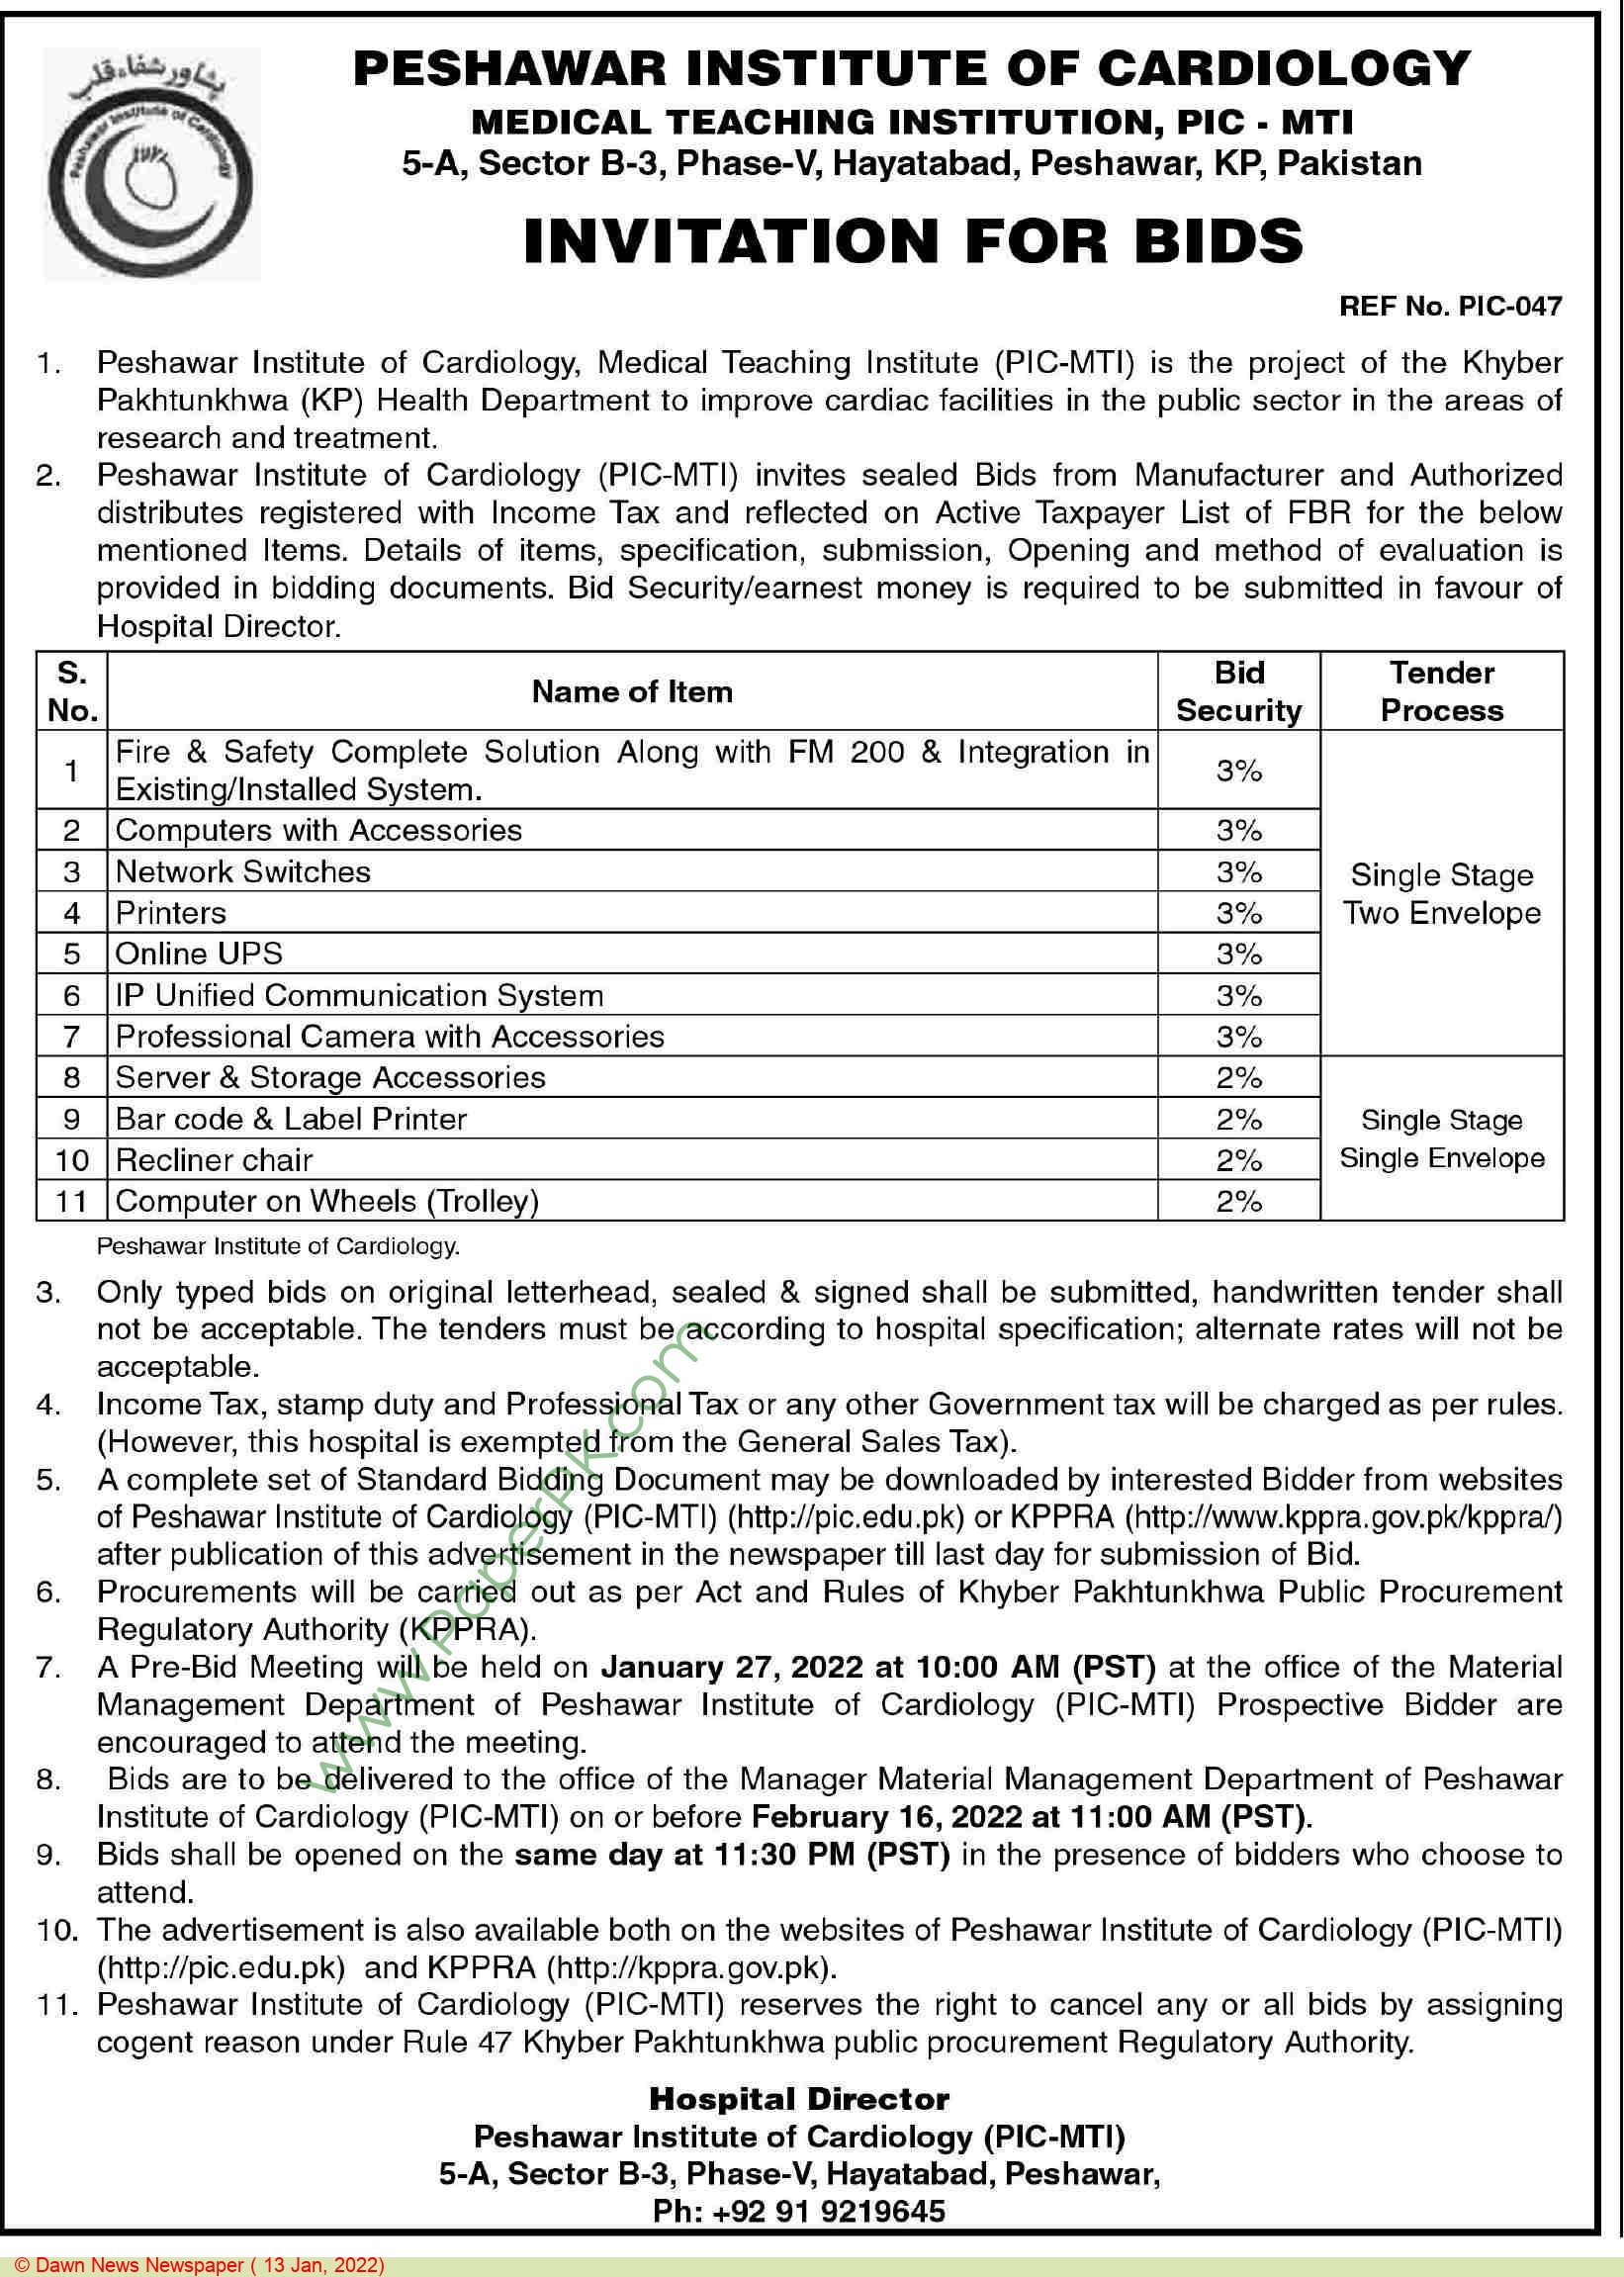 پشاور شفاء قلب
Peshawar Institute of Cardiology
PESHAWAR INSTITUTE OF CARDIOLOGY
MEDICAL TEACHING INSTITUTION, PIC - MTI
5-A, Sector B-3, Phase-V, Hayatabad, Peshawar, KP, Pakistan
INVITATION FOR BIDS
REF No. PIC-047
1. Peshawar Institute of Cardiology, Medical Teaching Institute (PIC-MTI) is the project of the Khyber
Pakhtunkhwa (KP) Health Department to improve cardiac facilities in the public sector in the areas of
research and treatment.
2. Peshawar Institute of Cardiology (PIC-MTI) invites sealed Bids from Manufacturer and Authorized
distributes registered with Income Tax and reflected on Active Taxpayer List of FBR for the below
mentioned Items. Details of items, specification, submission, Opening and method of evaluation is
provided in bidding documents. Bid Security/earnest money is required to be submitted in favour of
Hospital Director.
S. No. Name of Item Bid Security Tender Process
1 Fire & Safety Complete Solution Along with FM 200 & Integration in
Existing/Installed System. 3%
2 Computers with Accessories 3%
3 Network Switches 3%
4 Printers 3%
5 Online UPS 3%
6 IP Unified Communication System 3%
7 Professional Camera with Accessories 3%
Single Stage
Two Envelope
8 Server & Storage Accessories 2%
9 Bar code & Label Printer 2%
10 Recliner chair 2%
11 Computer on Wheels (Trolley) 2%
Single Stage
Single Envelope
Peshawar Institute of Cardiology.
3. Only typed bids on original letterhead, sealed & signed shall be submitted, handwritten tender shall
not be acceptable. The tenders must be according to hospital specification; alternate rates will not be
acceptable.
4. Income Tax, stamp duty and Professional Tax or any other Government tax will be charged as per rules.
(However, this hospital is exempted from the General Sales Tax).
5. A complete set of Standard Bidding Document may be downloaded by interested Bidder from websites
of Peshawar Institute of Cardiology (PIC-MTI) (http://pic.edu.pk) or KPPRA (http://www.kppra.gov.pk/kppra/)
after publication of this advertisement in the newspaper till last day for submission of Bid.
6. Procurements will be carried out as per Act and Rules of Khyber Pakhtunkhwa Public Procurement
Regulatory Authority (KPPRA).
7. A Pre-Bid Meeting will be held on January 27, 2022 at 10:00 AM (PST) at the office of the Material
Management Department of Peshawar Institute of Cardiology (PIC-MTI) Prospective Bidder are
encouraged to attend the meeting.
8. Bids are to be delivered to the office of the Manager Material Management Department of Peshawar
Institute of Cardiology (PIC-MTI) on or before February 16, 2022 at 11:00 AM (PST).
9. Bids shall be opened on the same day at 11:30 PM (PST) in the presence of bidders who choose to
attend.
10. The advertisement is also available both on the websites of Peshawar Institute of Cardiology (PIC-MTI)
(http://pic.edu.pk) and KPPRA (http://kppra.gov.pk).
11. Peshawar Institute of Cardiology (PIC-MTI) reserves the right to cancel any or all bids by assigning
cogent reason under Rule 47 Khyber Pakhtunkhwa public procurement Regulatory Authority.
Hospital Director
Peshawar Institute of Cardiology (PIC-MTI)
5-A, Sector B-3, Phase-V, Hayatabad, Peshawar,
Ph: +92 91 9219645
www.PaperPK.com
© Dawn News Newspaper ( 13 Jan, 2022)